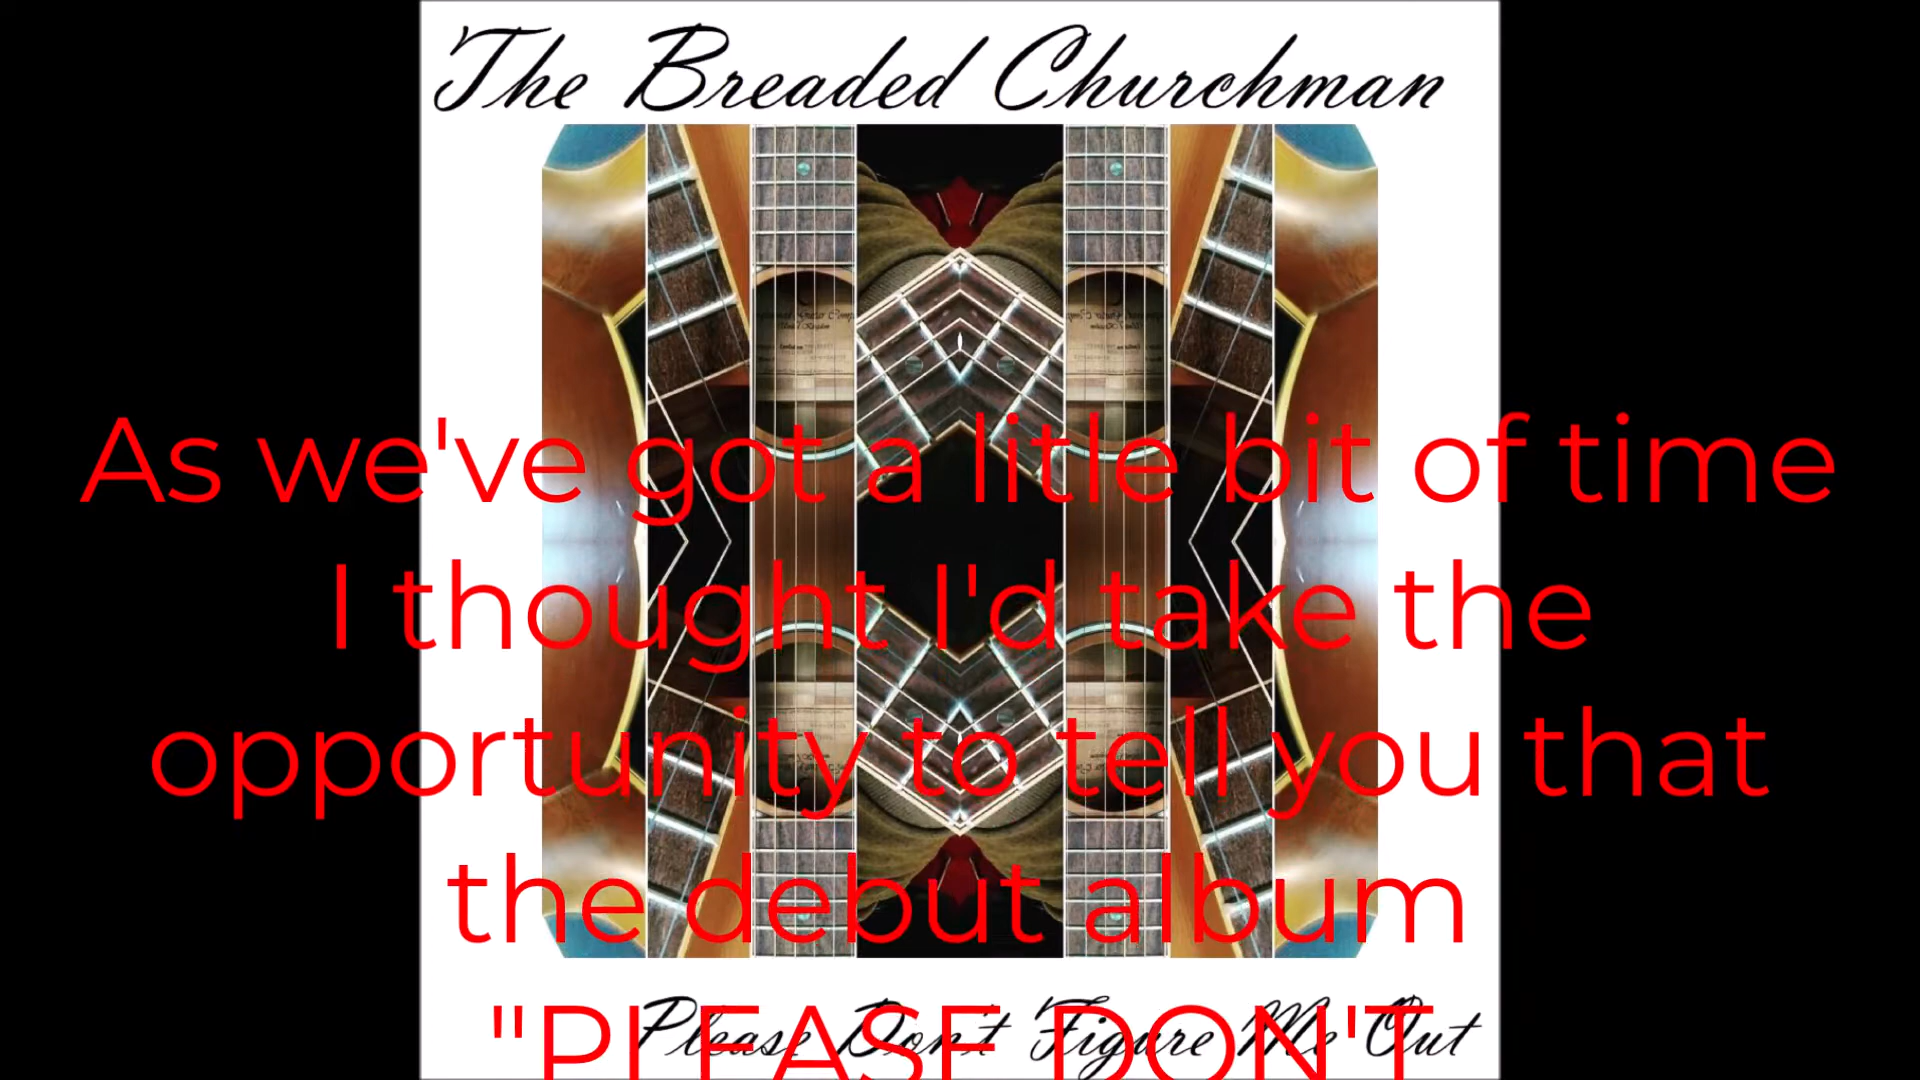 The Breaded Churchman
As we've got a little bit of time
I thought I'd take the
opportunity to tell you that
the debut album
"PLEASE DON'T
Please Don't Figure Me Out